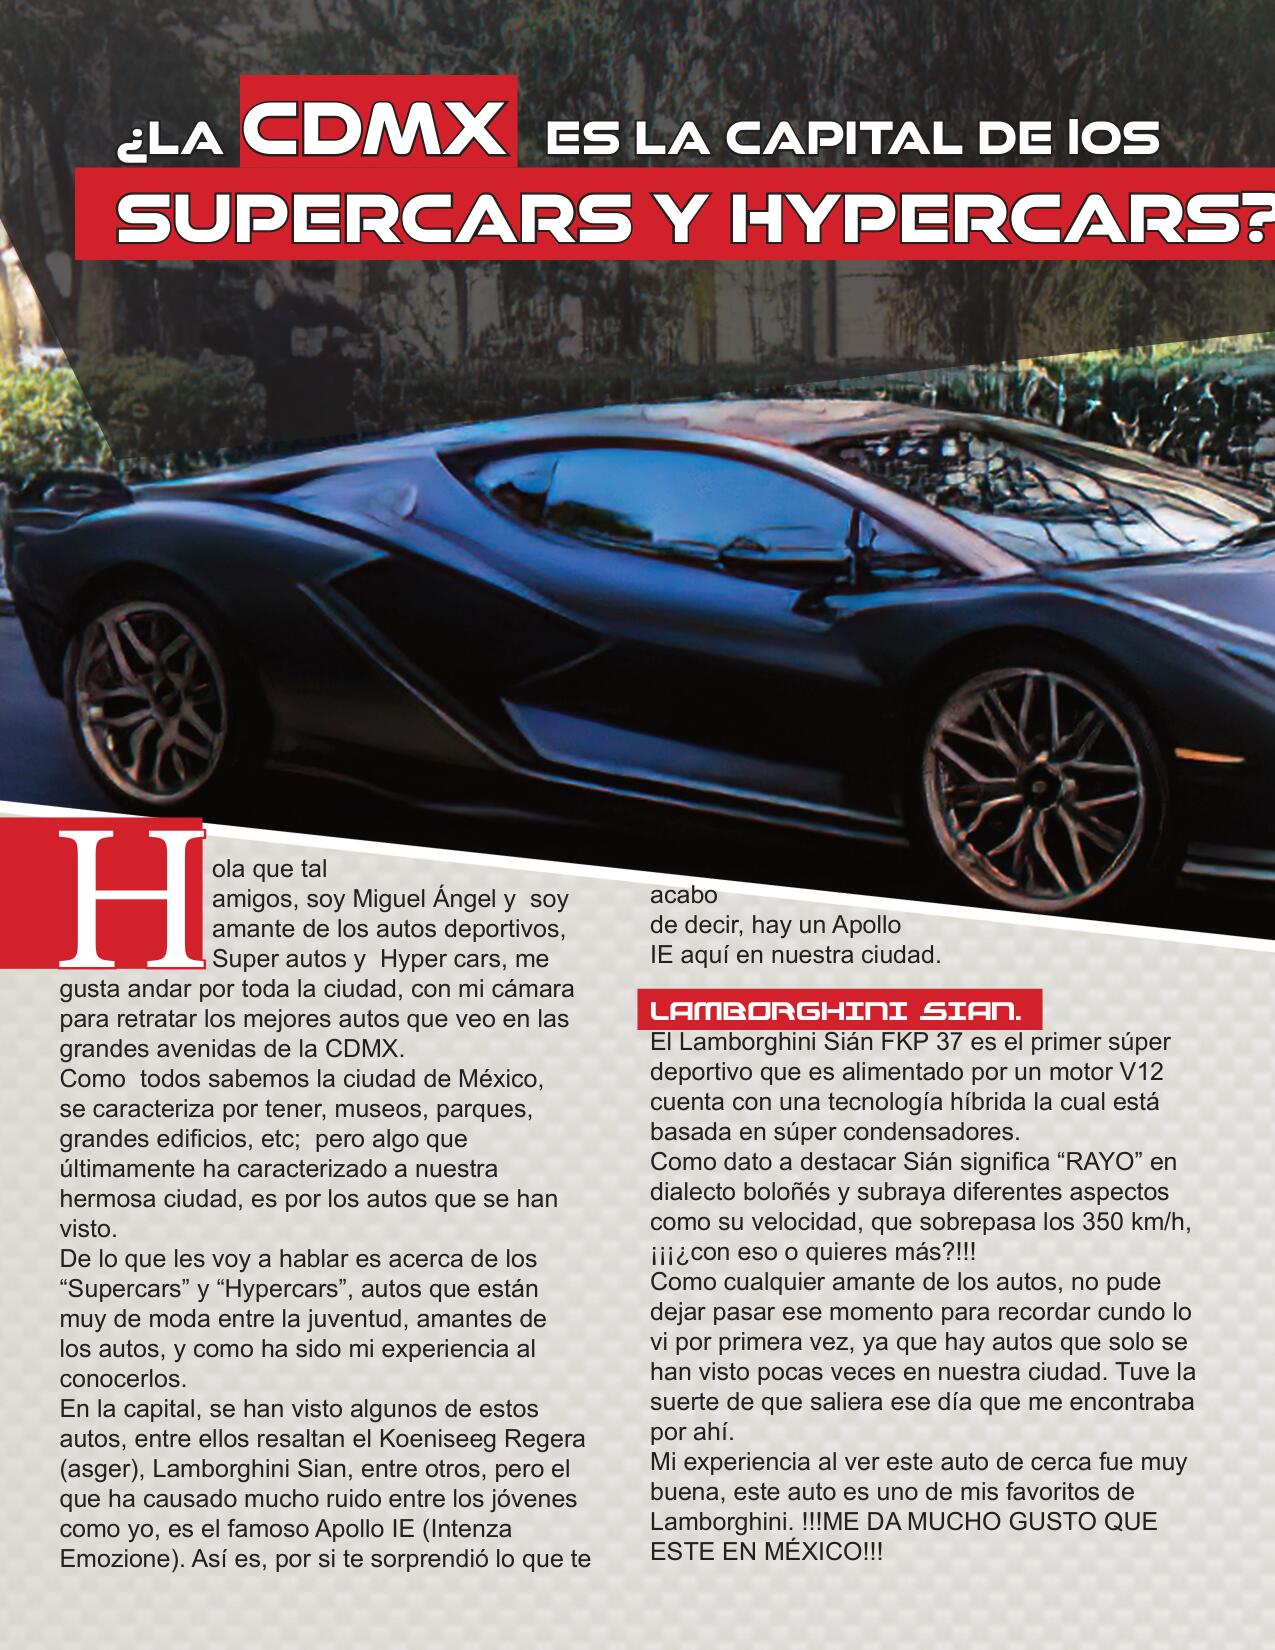 ¿LA CDMX ES LA CAPITAL DE lOS
SUPERCARS Y HYPERCARS?
Hola que tal
amigos, soy Miguel Ángel y soy
amante de los autos deportivos,
Super autos y Hyper cars, me
gusta andar por toda la ciudad, con mi cámara
para retratar los mejores autos que veo en las
grandes avenidas de la CDMX.
Como todos sabemos la ciudad de México,
se caracteriza por tener, museos, parques,
grandes edificios, etc; pero algo que
últimamente ha caracterizado a nuestra
hermosa ciudad, es por los autos que se han
visto.
De lo que les voy a hablar es acerca de los
“Supercars” y “Hypercars”, autos que están
muy de moda entre la juventud, amantes de
los autos, y como ha sido mi experiencia al
conocerlos.
En la capital, se han visto algunos de estos
autos, entre ellos resaltan el Koeniseeg Regera
(asger), Lamborghini Sian, entre otros, pero el
que ha causado mucho ruido entre los jóvenes
como yo, es el famoso Apollo IE (Intenza
Emozione). Así es, por si te sorprendió lo que te
acabo
de decir, hay un Apollo
IE aquí en nuestra ciudad.
LAMBORGHINI SIAN.
El Lamborghini Sián FKP 37 es el primer súper
deportivo que es alimentado por un motor V12
cuenta con una tecnología híbrida la cual está
basada en súper condensadores.
Como dato a destacar Sián significa “RAYO” en
dialecto boloñés y subraya diferentes aspectos
como su velocidad, que sobrepasa los 350 km/h,
¡¡¡¿con eso o quieres más?!!!
Como cualquier amante de los autos, no pude
dejar pasar ese momento para recordar cundo lo
vi por primera vez, ya que hay autos que solo se
han visto pocas veces en nuestra ciudad. Tuve la
suerte de que saliera ese día que me encontraba
por ahí.
Mi experiencia al ver este auto de cerca fue muy
buena, este auto es uno de mis favoritos de
Lamborghini. !!!ME DA MUCHO GUSTO QUE
ESTE EN MÉXICO!!!